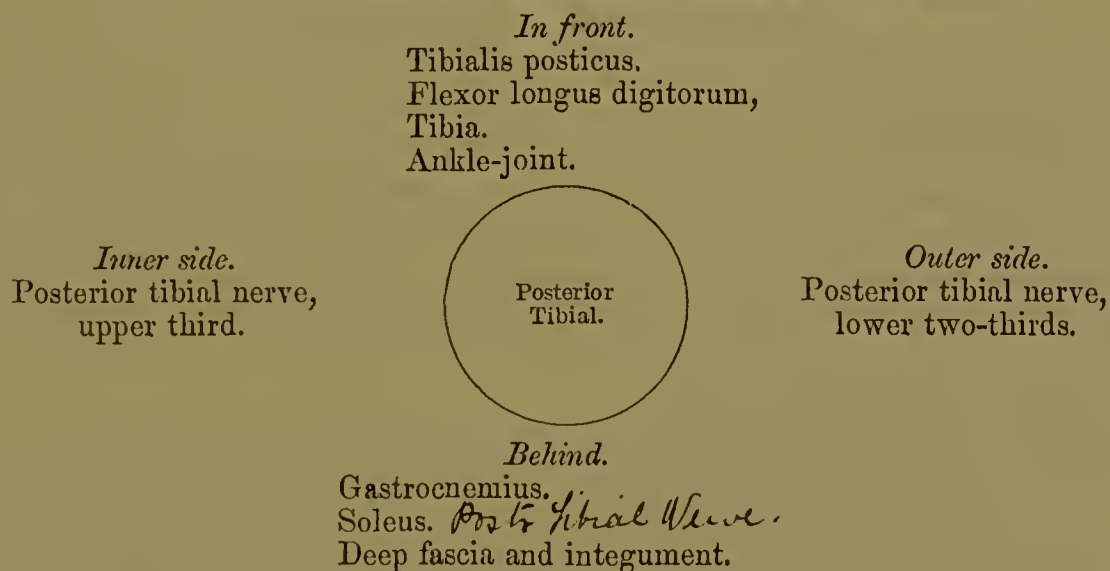 In front.
Tibialis posticus.
Flexor longus digitorum,
Tibia.
Ankle-joint.
Inner side.
Posterior tibial nerve,
upper third.
Posterior
Tibial.
Outer side.
Posterior tibial nerve,
lower two-thirds.
Behind.
Gastrocnemius.
Soleus. Postr tibial Nerve.
Deep fascia and integument.